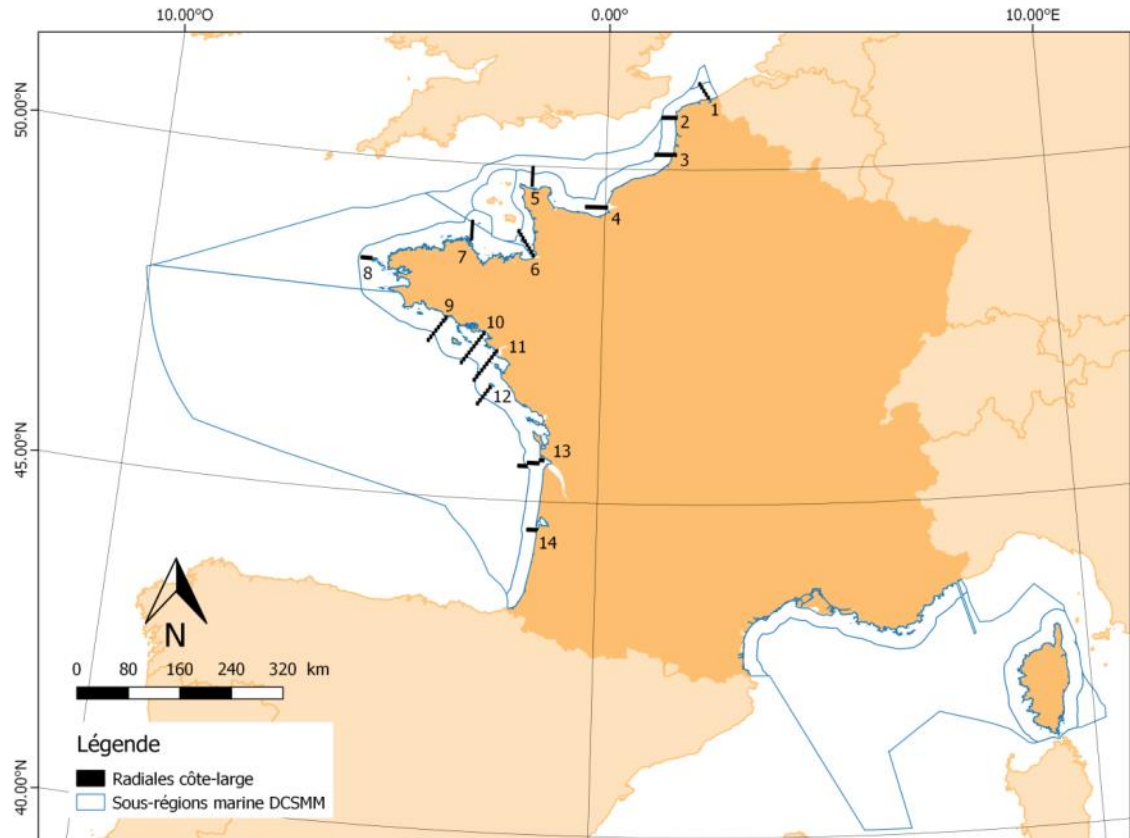 10.00°O 0.00° 10.00°E
50.00°N
45.00°N
40.00°N
1
2
3
4
5
6
7
8
9
10
11
12
13
14
N
0 80 160 240 320 km
Légende
Radiales côte-large
Sous-régions marine DCSMM